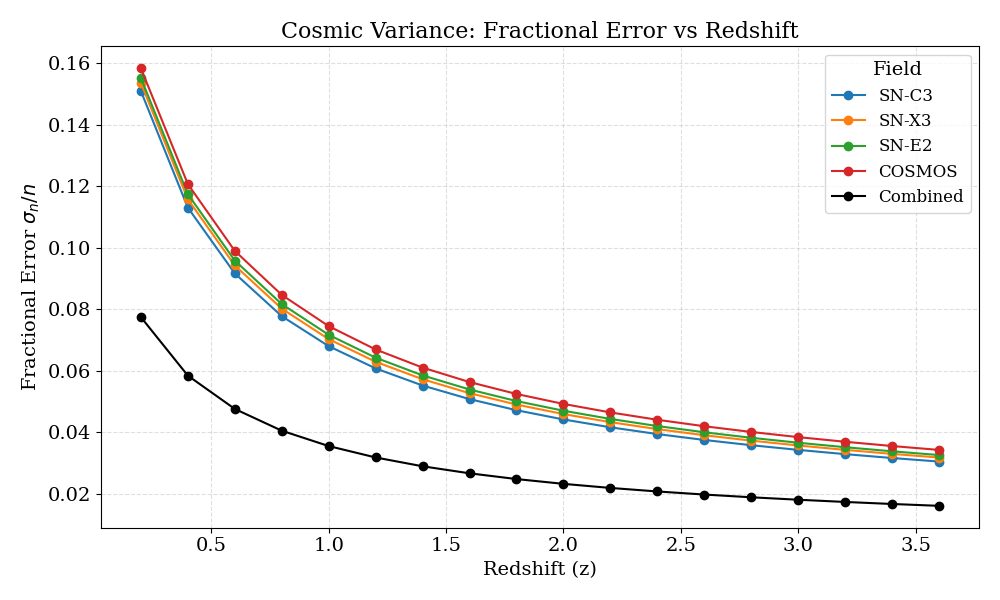 Cosmic Variance: Fractional Error vs Redshift
Fractional Error σₙ/n
0.16
0.14
0.12
0.10
0.08
0.06
0.04
0.02
Field
SN-C3
SN-X3
SN-E2
COSMOS
Combined
0.5 1.0 1.5 2.0 2.5 3.0 3.5
Redshift (z)